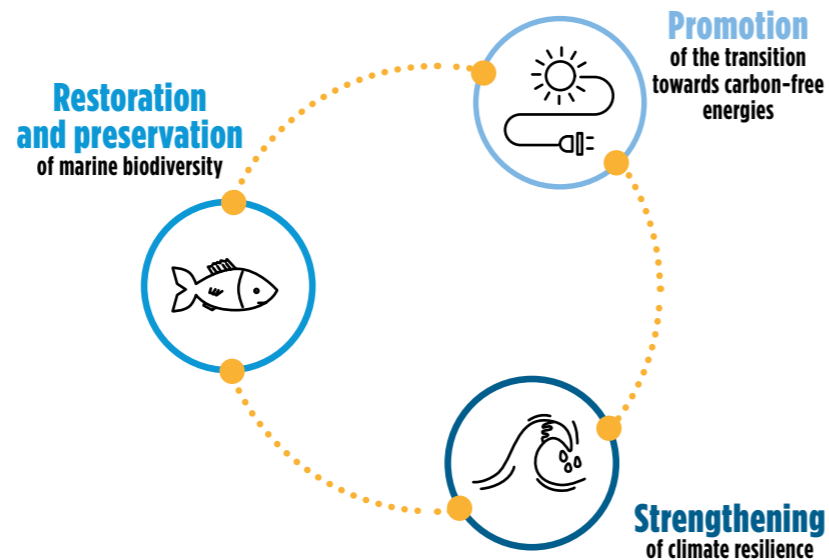 Promotion
of the transition
towards carbon-free
energies
Restoration
and preservation
of marine biodiversity
Strengthening
of climate resilience